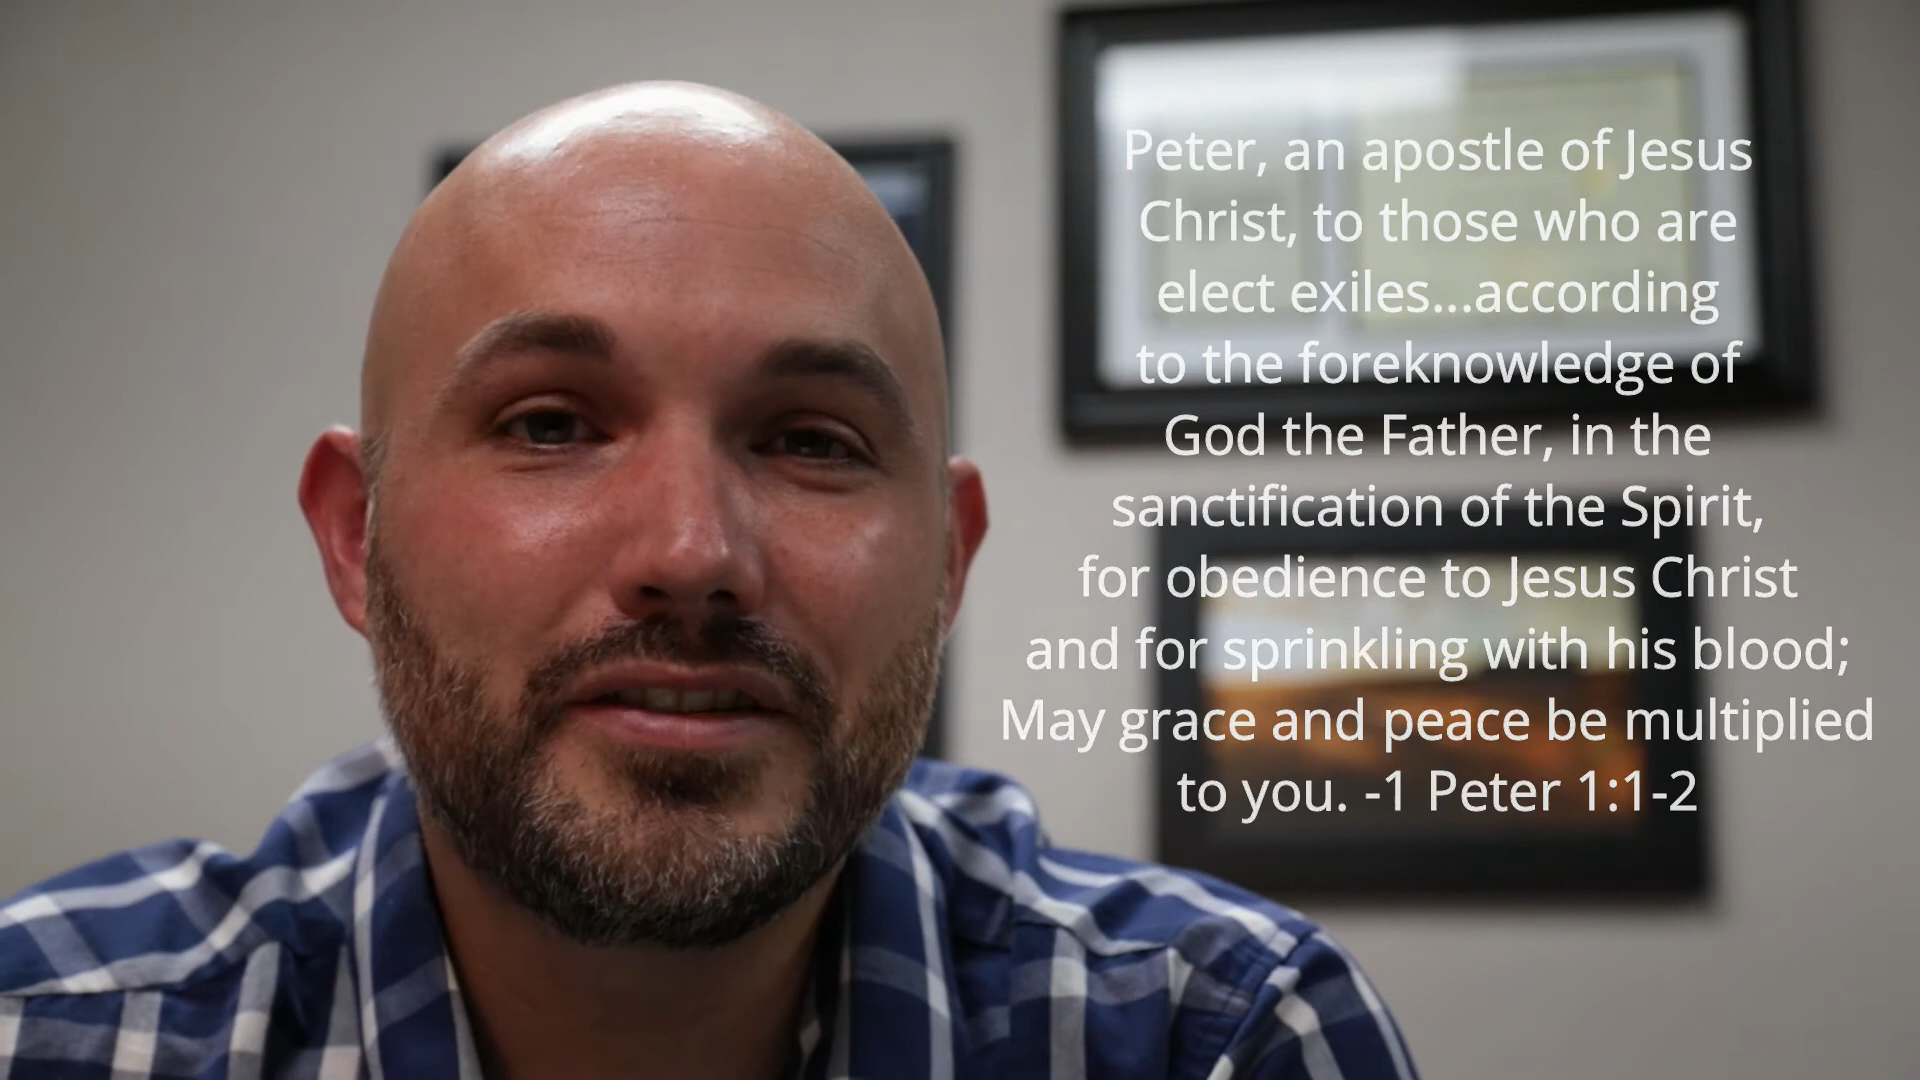 Peter, an apostle of Jesus
Christ, to those who are
elect exiles...according
to the foreknowledge of
God the Father, in the
sanctification of the Spirit,
for obedience to Jesus Christ
and for sprinkling with his blood;
May grace and peace be multiplied
to you. -1 Peter 1:1-2